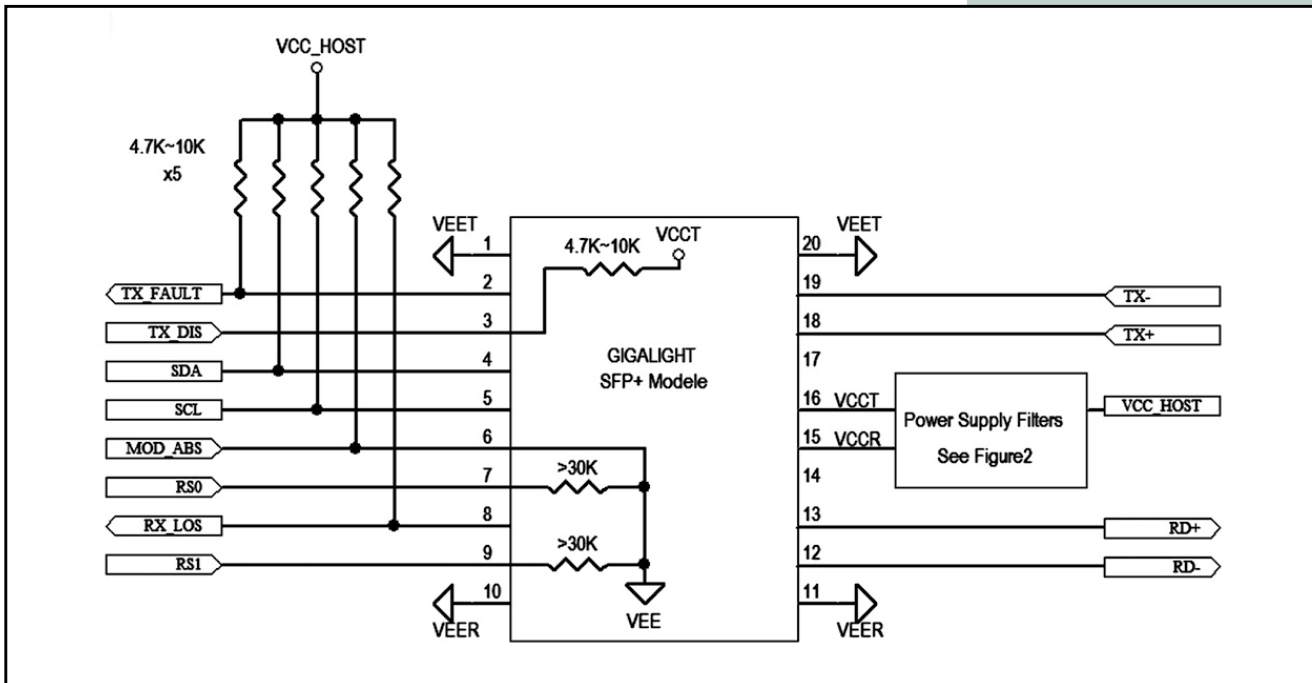 VCC_HOST
4.7K~10K
x5
VEET
1
4.7K~10K
VCCT
20
VEET
TX_FAULT
2
19
TX-
TX_DIS
3
18
TX+
SDA
4
GIGALIGHT
SFP+ Modele
17
SCL
5
16
VCCT
Power Supply Filters
See Figure2
VCC_HOST
MOD_ABS
6
15
VCCR
RS0
7
>30K
14
RX_LOS
8
13
RD+
RS1
9
>30K
12
RD-
10
VEER
VEE
11
VEER